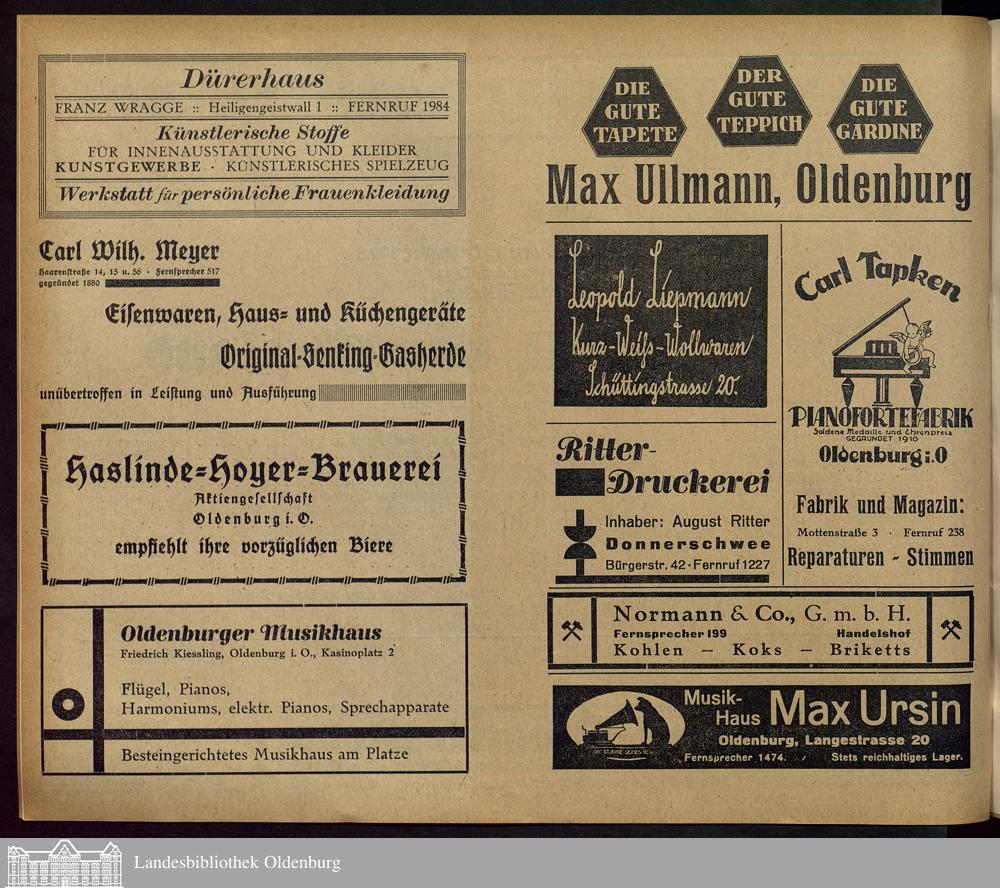 Dürerhaus
FRANZ WRAGGE :: Heiligengeistwall 1 :: FERNRUF 1984
Künstlerische Stoffe
FÜR INNENAUSSTATTUNG UND KLEIDER
KUNSTGEWERBE · KÜNSTLERISCHES SPIELZEUG
Werkstatt für persönliche Frauenkleidung
Carl Wilh. Meyer
Haarenstraße 14, 15 u. 56 · Fernsprecher 517
gegründet 1880
Eisenwaren, Haus- und Küchengeräte
Original-Senking-Gasherde
unübertroffen in Leistung und Ausführung
Haslinde-Hoyer-Brauerei
Aktiengesellschaft
Oldenburg i. O.
empfiehlt ihre vorzüglichen Biere
Oldenburger Musikhaus
Friedrich Kiessling, Oldenburg i. O., Kasinoplatz 2
Flügel, Pianos,
Harmoniums, elektr. Pianos, Sprechapparate
Besteingerichtetes Musikhaus am Platze
DIE
GUTE
TAPETE
DER
GUTE
TEPPICH
DIE
GUTE
GARDINE
Max Ullmann, Oldenburg
Leopold Liepmann
Kurz-Weiß-Wollwaren
Schüttingstrasse 20.
Carl Tapken
PIANOFORTEFABRIK
Goldene Medaille und Ehrenpreis
GEGRÜNDET 1910
Oldenburg i. O
Fabrik und Magazin:
Mottenstraße 3 · Fernruf 238
Reparaturen - Stimmen
Ritter-
Druckerei
Inhaber: August Ritter
Donnerschwee
Bürgerstr. 42 · Fernruf 1227
Normann & Co., G. m. b. H.
Fernsprecher 199 Handelshof
Kohlen – Koks – Briketts
DIE STIMME SEINES HERRN
Musik-
Haus Max Ursin
Oldenburg, Langestrasse 20
Fernsprecher 1474. Stets reichhaltiges Lager.
Landesbibliothek Oldenburg